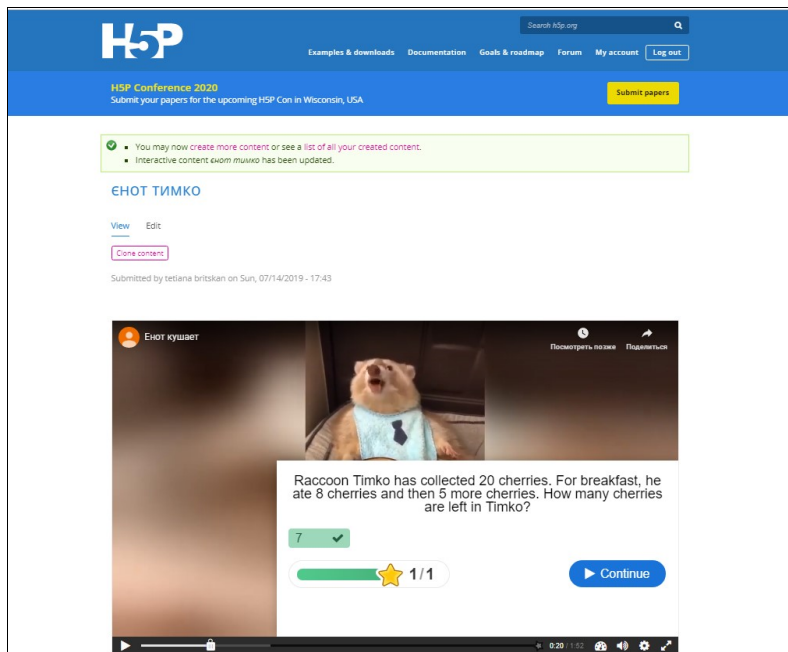 H5P
Search h5p.org
Examples & downloads Documentation Goals & roadmap Forum My account Log out
H5P Conference 2020
Submit your papers for the upcoming H5P Con in Wisconsin, USA
Submit papers
You may now create more content or see a list of all your created content.
Interactive content єнот тимко has been updated.
ЄНОТ ТИМКО
View Edit
Clone content
Submitted by tetiana britskan on Sun, 07/14/2019 - 17:43
Енот кушает
Посмотреть позже Поделиться
Raccoon Timko has collected 20 cherries. For breakfast, he
ate 8 cherries and then 5 more cherries. How many cherries
are left in Timko?
7
1/1
Continue
0:20 / 1:52